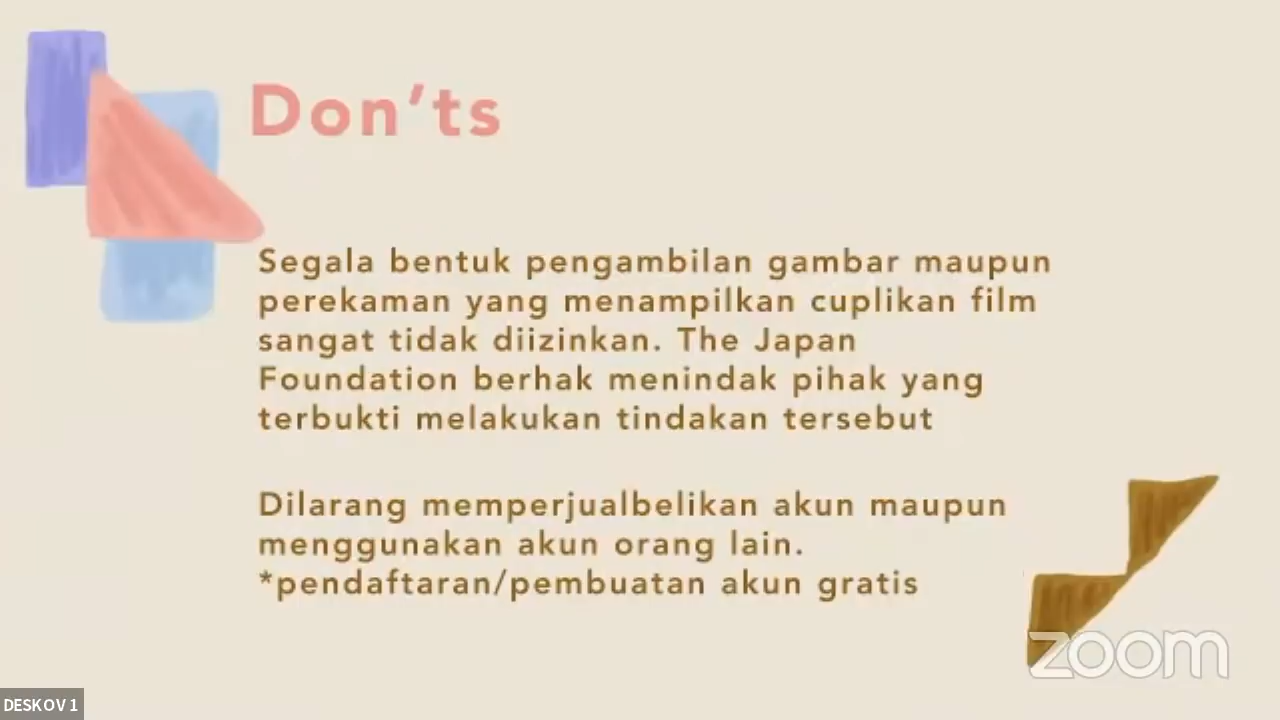 Don’ts
Segala bentuk pengambilan gambar maupun
perekaman yang menampilkan cuplikan film
sangat tidak diizinkan. The Japan
Foundation berhak menindak pihak yang
terbukti melakukan tindakan tersebut
Dilarang memperjualbelikan akun maupun
menggunakan akun orang lain.
*pendaftaran/pembuatan akun gratis
zoom
DESKOV 1